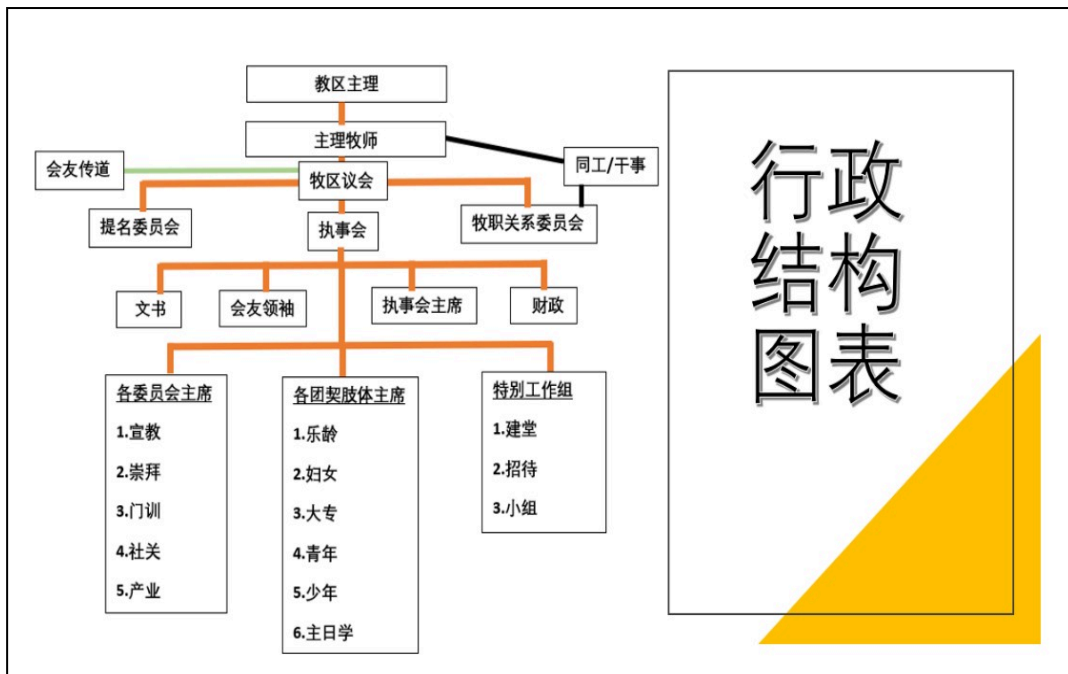 教区主理
主理牧师
会友传道
同工/干事
牧区议会
提名委员会
执事会
牧职关系委员会
文书
会友领袖
执事会主席
财政
各委员会主席
1.宣教
2.崇拜
3.门训
4.社关
5.产业
各团契肢体主席
1.乐龄
2.妇女
3.大专
4.青年
5.少年
6.主日学
特别工作组
1.建堂
2.招待
3.小组
行政
结构
图表